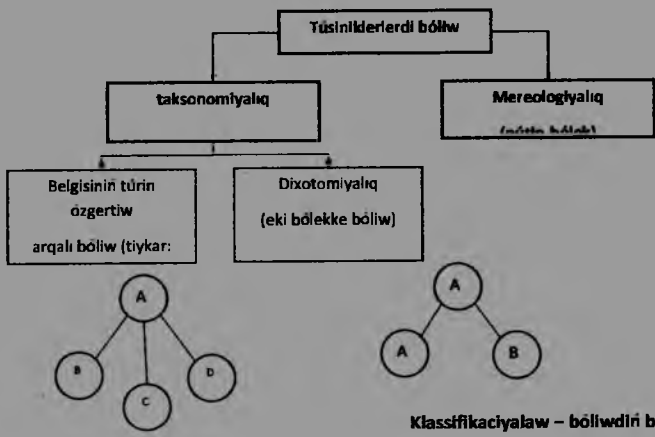 Túsiniklerdi bóliw
taksonomiyalıq
Mereologiyalıq
Belgisiniń túrin
ózgertiw
arqalı bóliw (tiykar:
Dixotomiyalıq
(eki bólekke bóliw)
A
B
C
D
A
A
B
Klassifikaciyalaw – bóliwdiń b